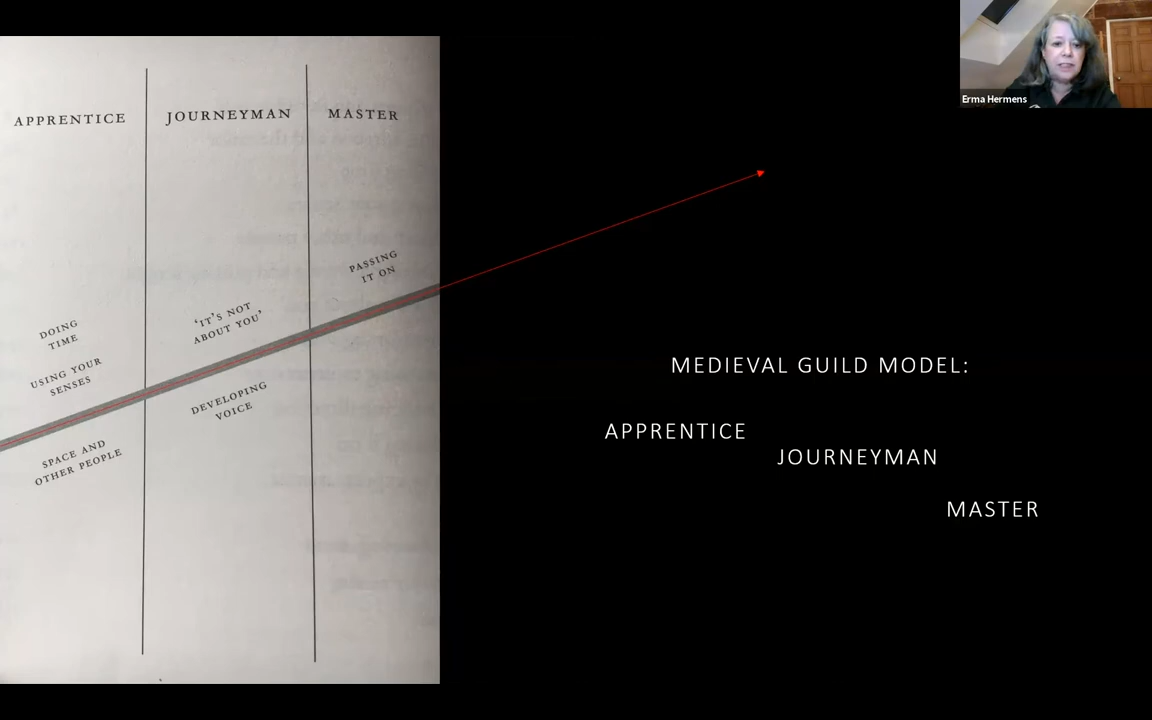 APPRENTICE
JOURNEYMAN
MASTER
DOING
TIME
USING YOUR
SENSES
SPACE AND
OTHER PEOPLE
‘IT’S NOT
ABOUT YOU’
DEVELOPING
VOICE
PASSING
IT ON
MEDIEVAL GUILD MODEL:
APPRENTICE
JOURNEYMAN
MASTER
Erma Hermens